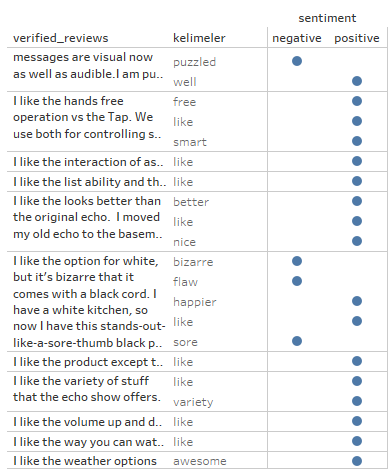 sentiment
verified_reviews kelimeler negative positive
messages are visual now
as well as audible.I am pu..
puzzled
well
I like the hands free
operation vs the Tap. We
use both for controlling s..
free
like
smart
I like the interaction of as.. like
I like the list ability and th.. like
I like the looks better than
the original echo.  I moved
my old echo to the basem..
better
like
nice
I like the option for white,
but it's bizarre that it
comes with a black cord. I
have a white kitchen, so
now I have this stands-out-
like-a-sore-thumb black p..
bizarre
flaw
happier
like
sore
I like the product except t.. like
I like the variety of stuff
that the echo show offers.
like
variety
I like the volume up and d.. like
I like the way you can wat.. like
I like the weather options awesome